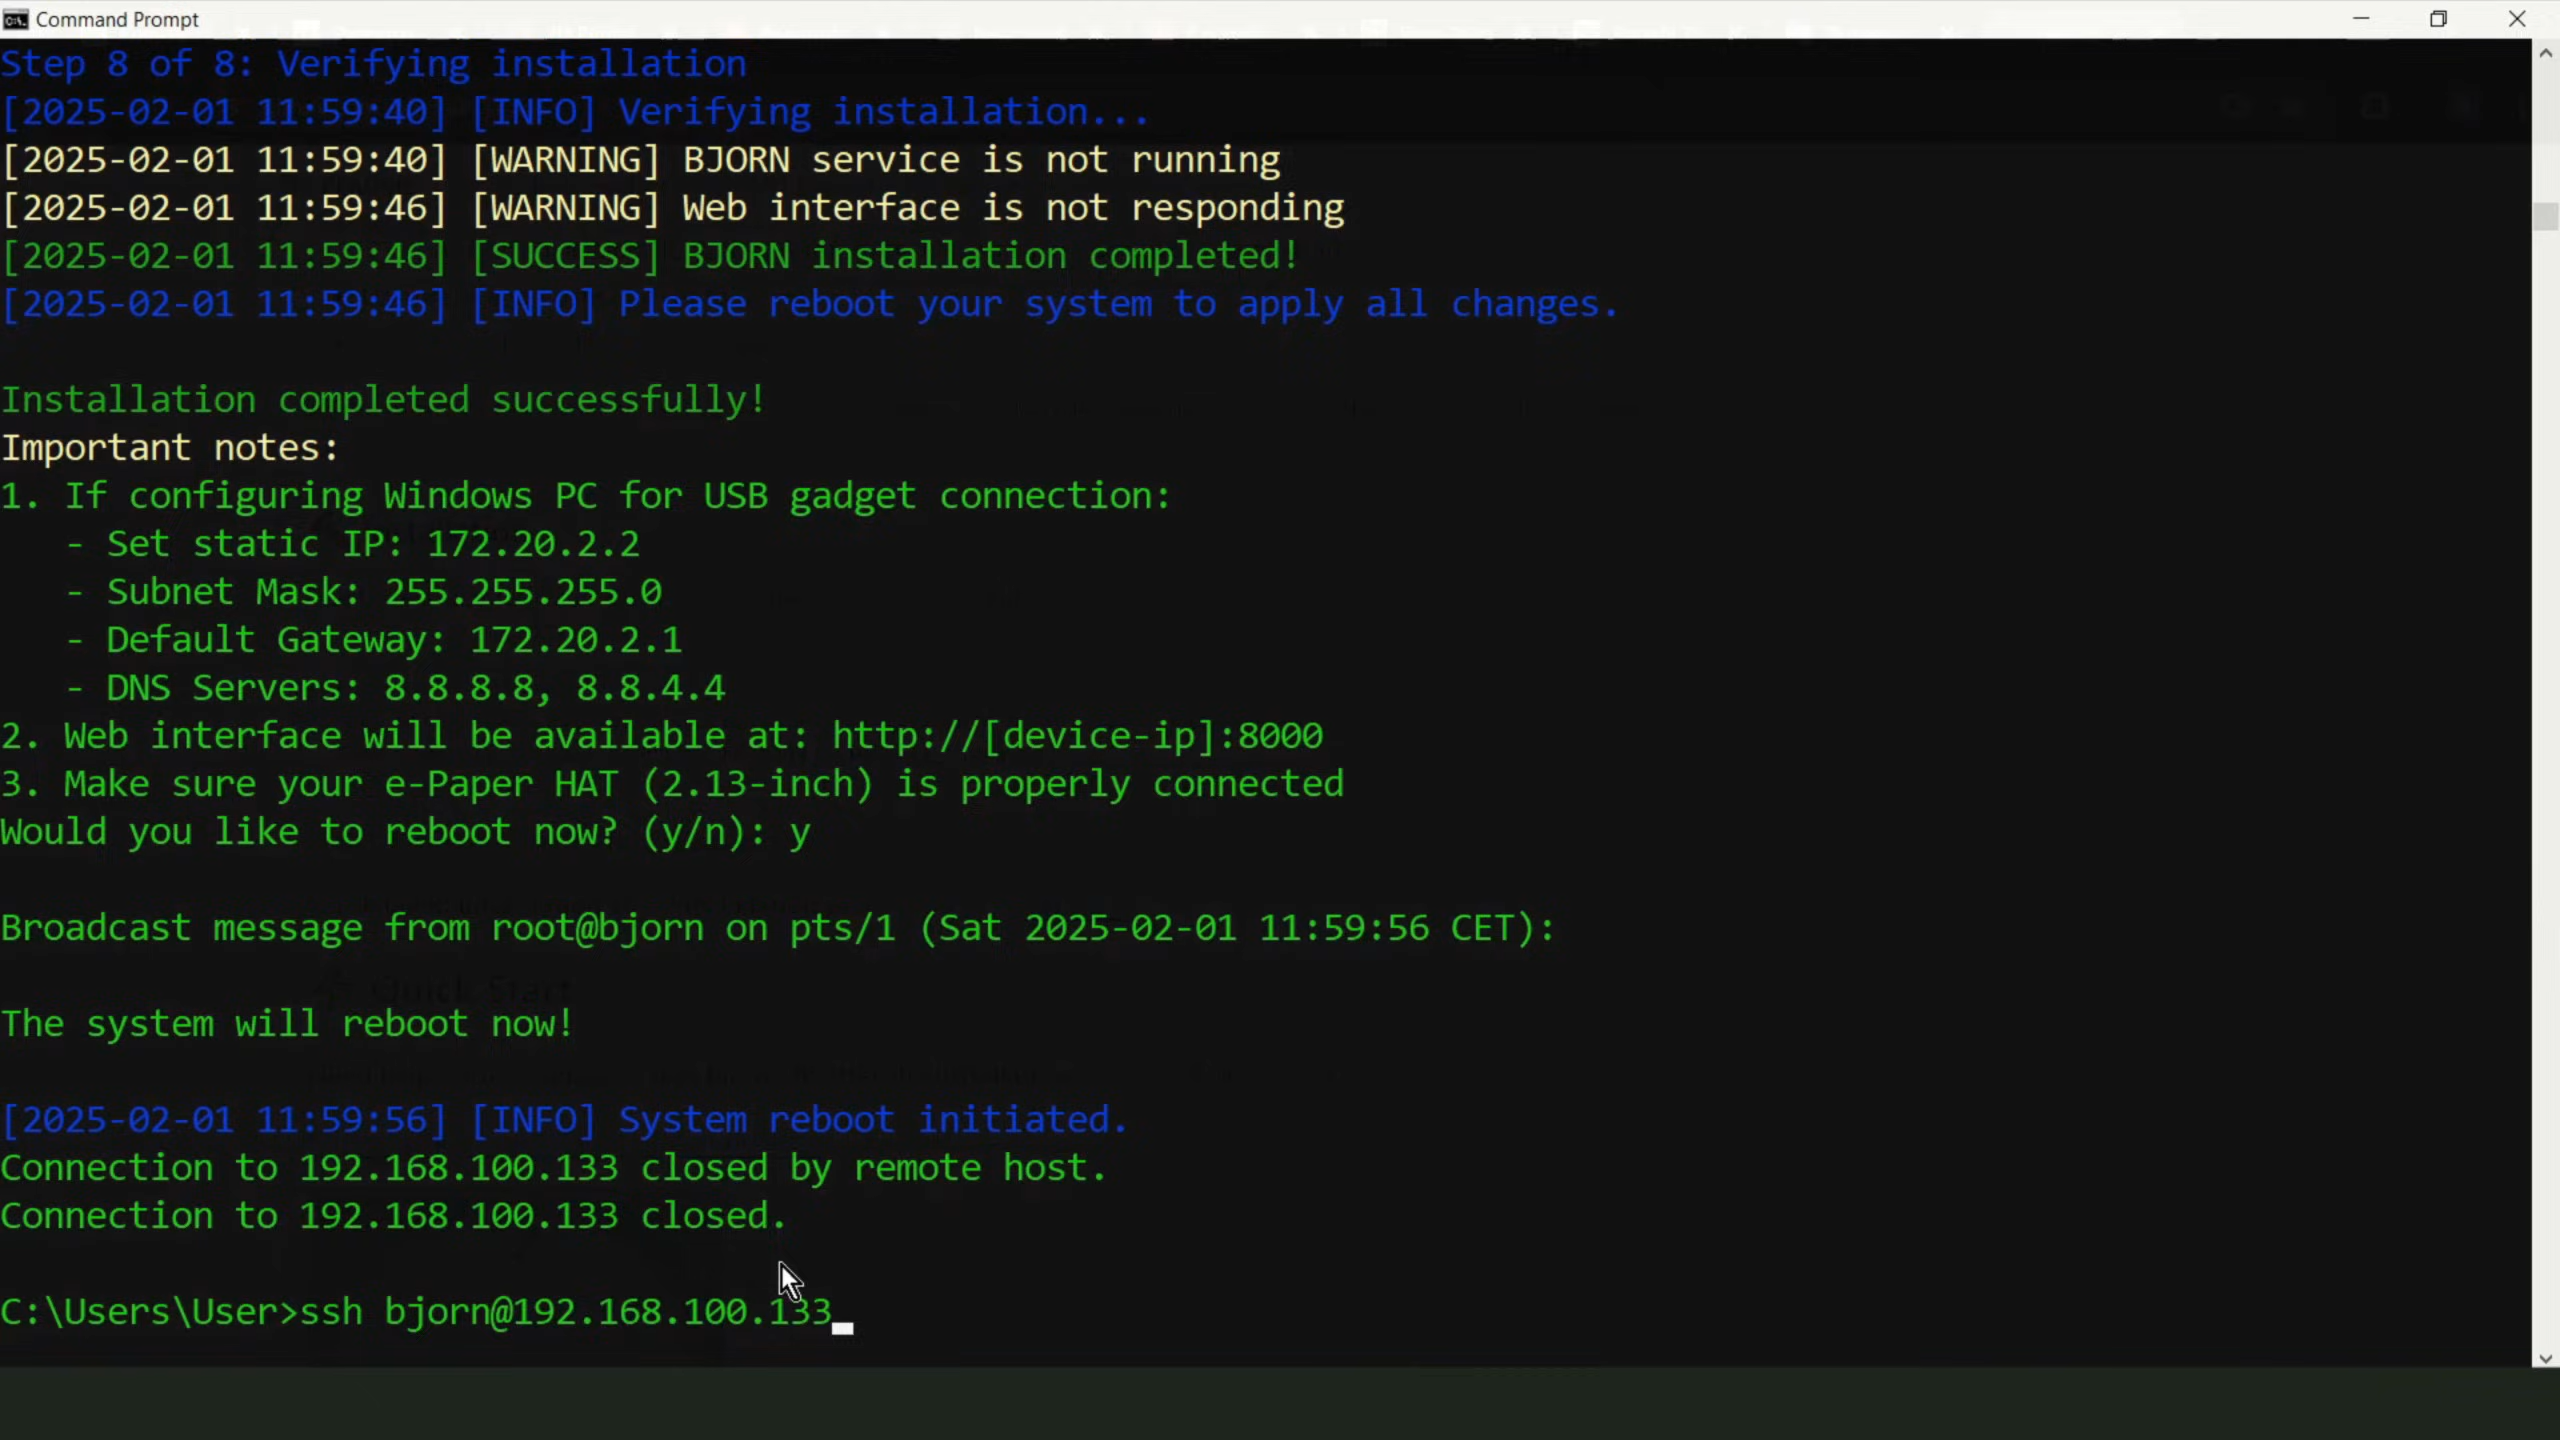 Command Prompt
Step 8 of 8: Verifying installation
[2025-02-01 11:59:40] [INFO] Verifying installation...
[2025-02-01 11:59:40] [WARNING] BJORN service is not running
[2025-02-01 11:59:46] [WARNING] Web interface is not responding
[2025-02-01 11:59:46] [SUCCESS] BJORN installation completed!
[2025-02-01 11:59:46] [INFO] Please reboot your system to apply all changes.
Installation completed successfully!
Important notes:
1. If configuring Windows PC for USB gadget connection:
- Set static IP: 172.20.2.2
- Subnet Mask: 255.255.255.0
- Default Gateway: 172.20.2.1
- DNS Servers: 8.8.8.8, 8.8.4.4
2. Web interface will be available at: http://[device-ip]:8000
3. Make sure your e-Paper HAT (2.13-inch) is properly connected
Would you like to reboot now? (y/n): y
Broadcast message from root@bjorn on pts/1 (Sat 2025-02-01 11:59:56 CET):
Quick Start
The system will reboot now!
[2025-02-01 11:59:56] [INFO] System reboot initiated.
Connection to 192.168.100.133 closed by remote host.
Connection to 192.168.100.133 closed.
C:\Users\User>ssh bjorn@192.168.100.133